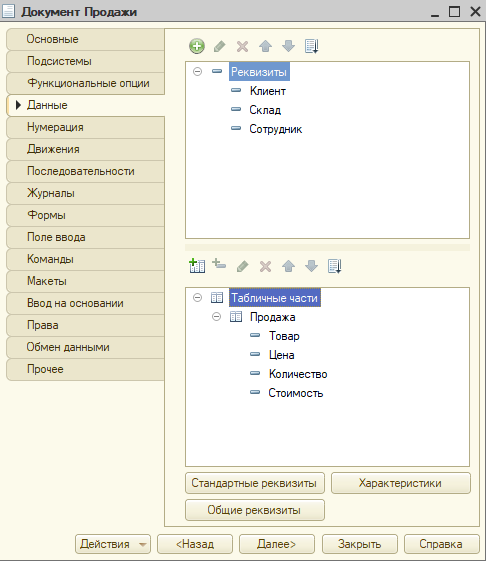 Документ Продажи
Основные
Подсистемы
Функциональные опции
Данные
Нумерация
Движения
Последовательности
Журналы
Формы
Поле ввода
Команды
Макеты
Ввод на основании
Права
Обмен данными
Прочее
Реквизиты
Клиент
Склад
Сотрудник
Табличные части
Продажа
Товар
Цена
Количество
Стоимость
Стандартные реквизиты
Характеристики
Общие реквизиты
Действия
<Назад
Далее>
Закрыть
Справка